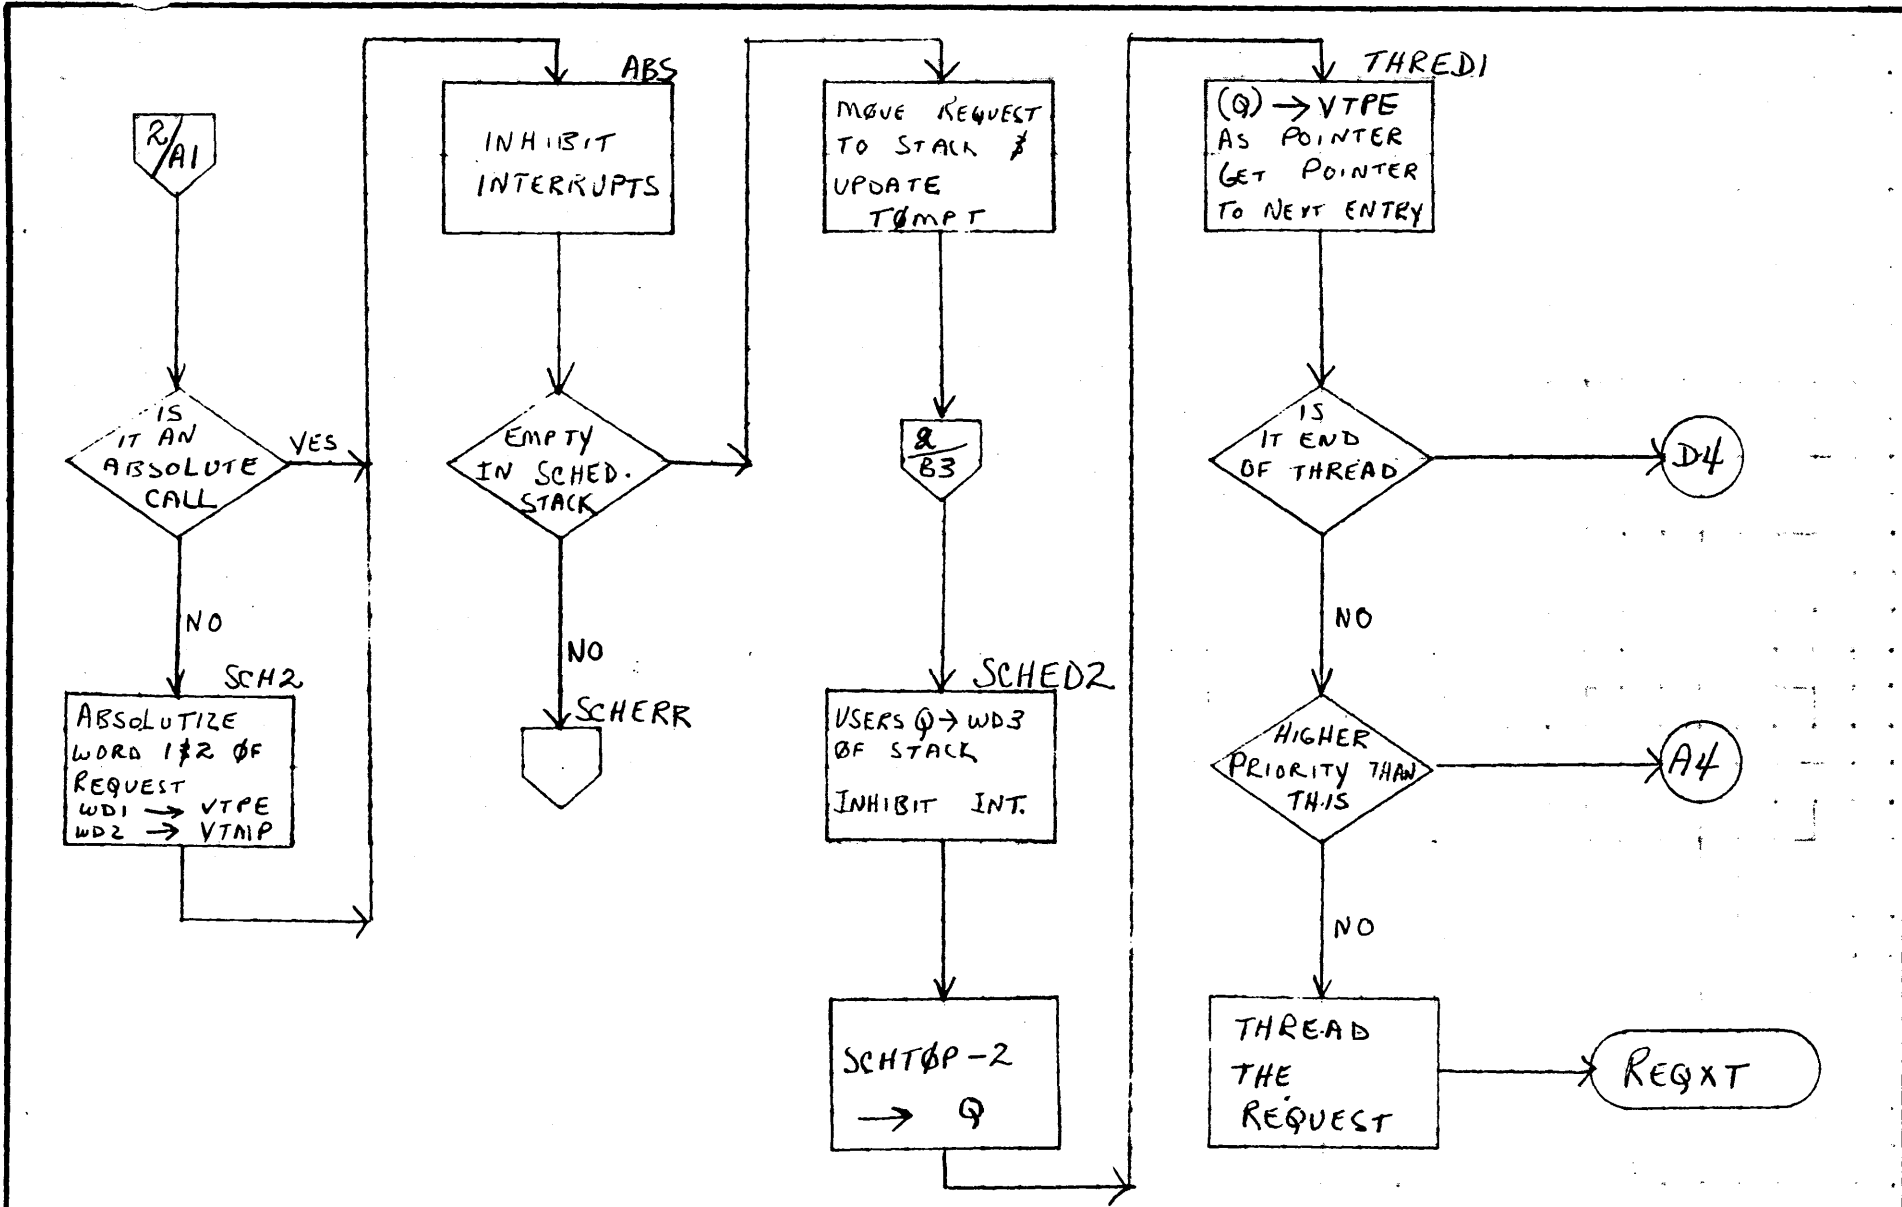 2/A1
IS
IT AN
ABSOLUTE
CALL
YES
NO
SCH2
ABSOLUTIZE
WORD 1&2 ØF
REQUEST
WD1 → VTPE
WD2 → VTMP
ABS
INHIBIT
INTERRUPTS
EMPTY
IN SCHED.
STACK
NO
SCHERR
MØVE REQUEST
TO STACK &
UPDATE
TØMPT
2/B3
SCHED2
USERS Q → WD3
ØF STACK
INHIBIT INT.
SCHTØP-2
→ Q
THRED1
(Q) → VTPE
AS POINTER
GET POINTER
TO NEXT ENTRY
IS
IT END
OF THREAD
D4
NO
HIGHER
PRIORITY THAN
THIS
A4
NO
THREAD
THE
REQUEST
REQXT